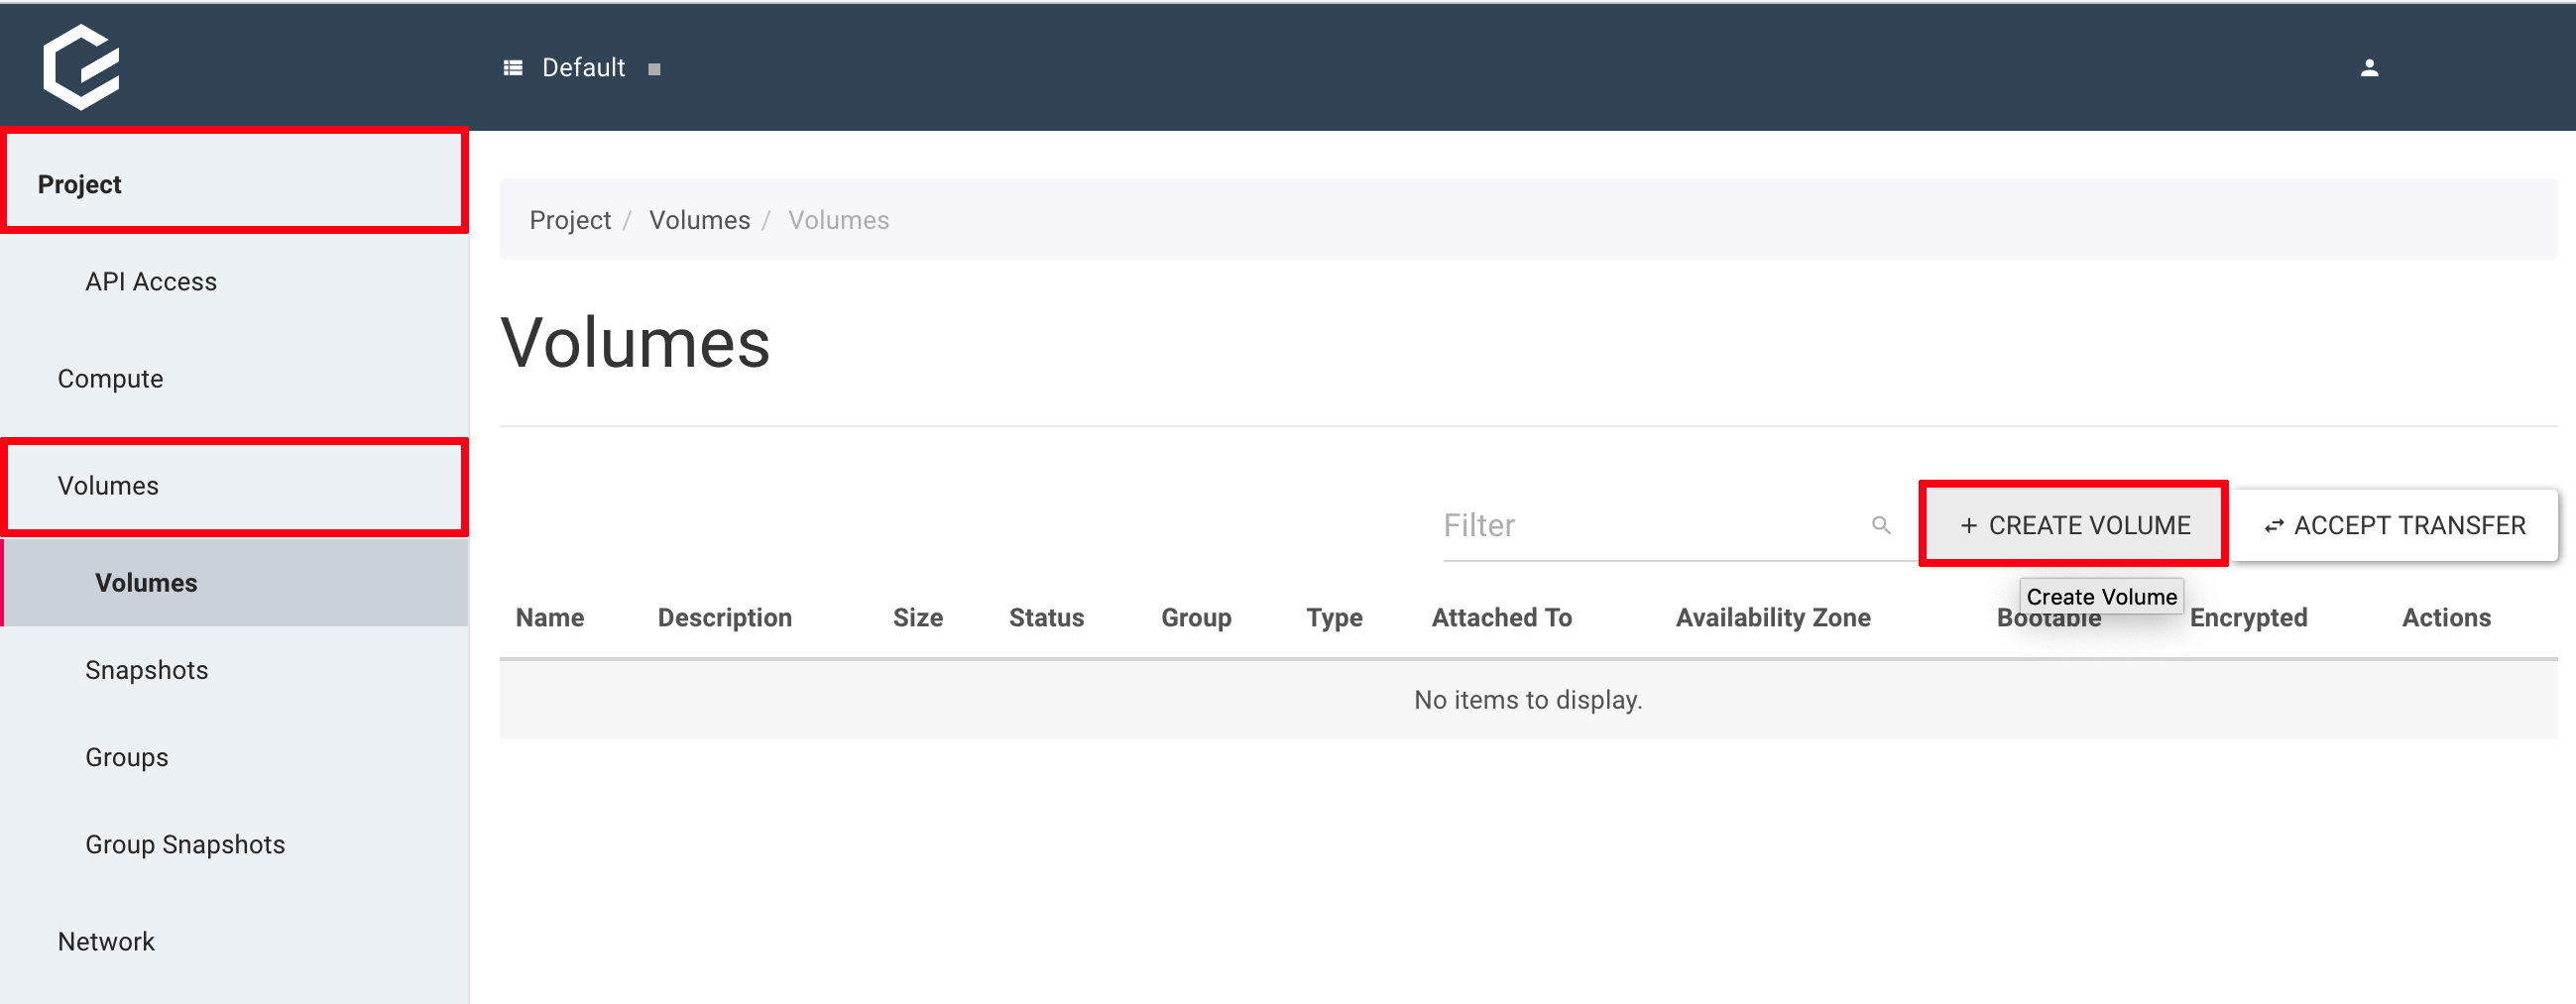 Default
Project
API Access
Compute
Volumes
Volumes
Snapshots
Groups
Group Snapshots
Network
Project / Volumes / Volumes
Volumes
Filter
+ CREATE VOLUME
ACCEPT TRANSFER
Create Volume
Name Description Size Status Group Type Attached To Availability Zone Bootable Encrypted Actions
No items to display.